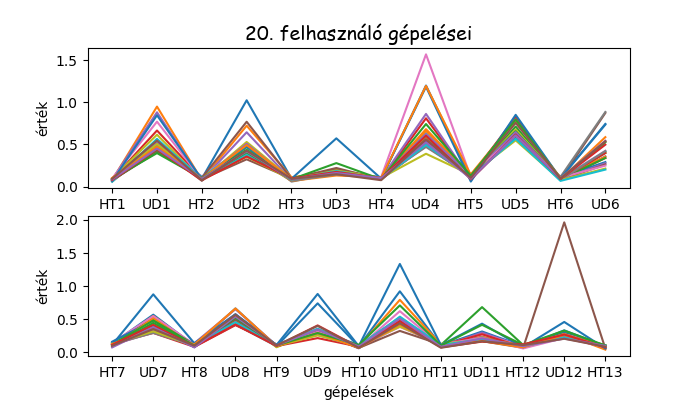 20. felhasználó gépelései
1.5
1.0
0.5
0.0
érték
HT1 UD1 HT2 UD2 HT3 UD3 HT4 UD4 HT5 UD5 HT6 UD6
2.0
1.5
1.0
0.5
0.0
érték
HT7 UD7 HT8 UD8 HT9 UD9 HT10 UD10 HT11 UD11 HT12 UD12 HT13
gépelések